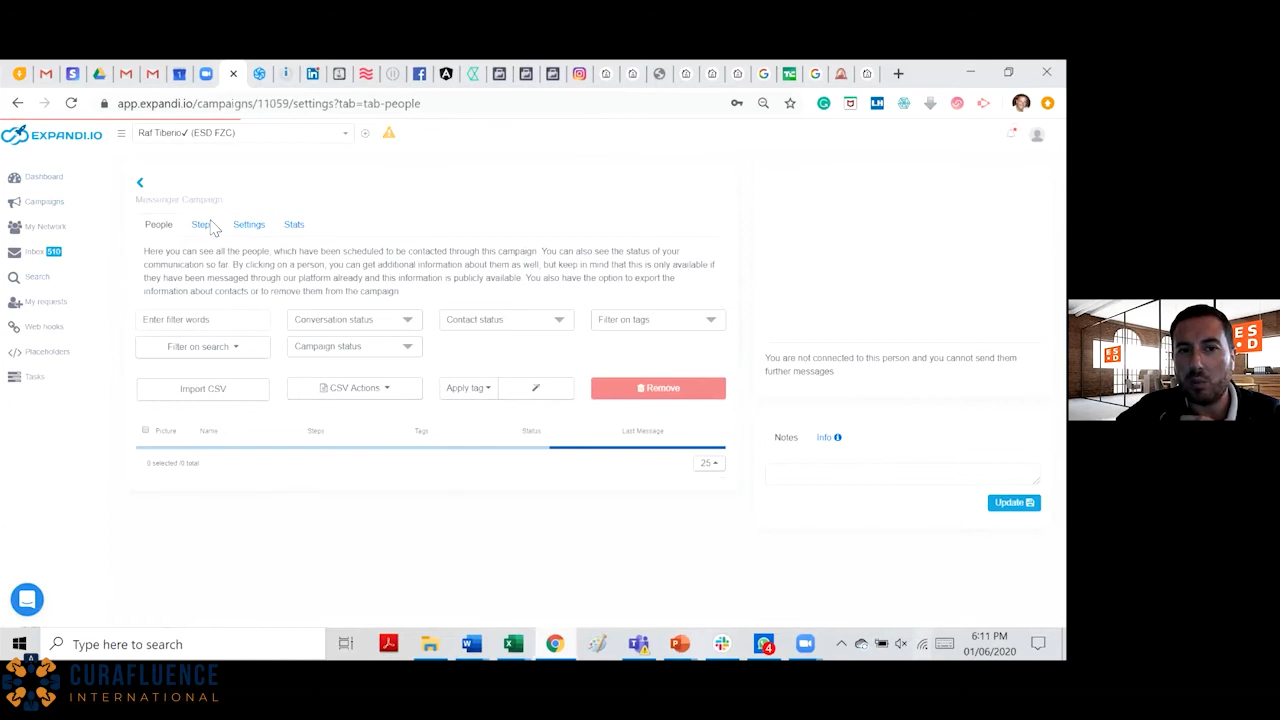 app.expandi.io/campaigns/11059/settings?tab=tab-people
EXPANDI.IO
Raf Tiberio✓ (ESD FZC)
Dashboard
Campaigns
My Network
Inbox 510
Search
My requests
Web hooks
Placeholders
Tasks
Messenger Campaign
People Steps Settings Stats
Here you can see all the people, which have been scheduled to be contacted through this campaign. You can also see the status of your
communication so far. By clicking on a person, you can get additional information about them as well, but keep in mind that this is only available if
they have been messaged through our platform already and this information is publicly available. You also have the option to export the
information about contacts or to remove them from the campaign
Enter filter words Conversation status Contact status Filter on tags
Filter on search Campaign status
Import CSV CSV Actions Apply tag Remove
Picture Name Steps Tags Status Last Message
0 selected /0 total 25
You are not connected to this person and you cannot send them
further messages
Notes Info
Update
ES
D
ES
D
Type here to search
4
6:11 PM
01/06/2020
CURAFLUENCE
INTERNATIONAL